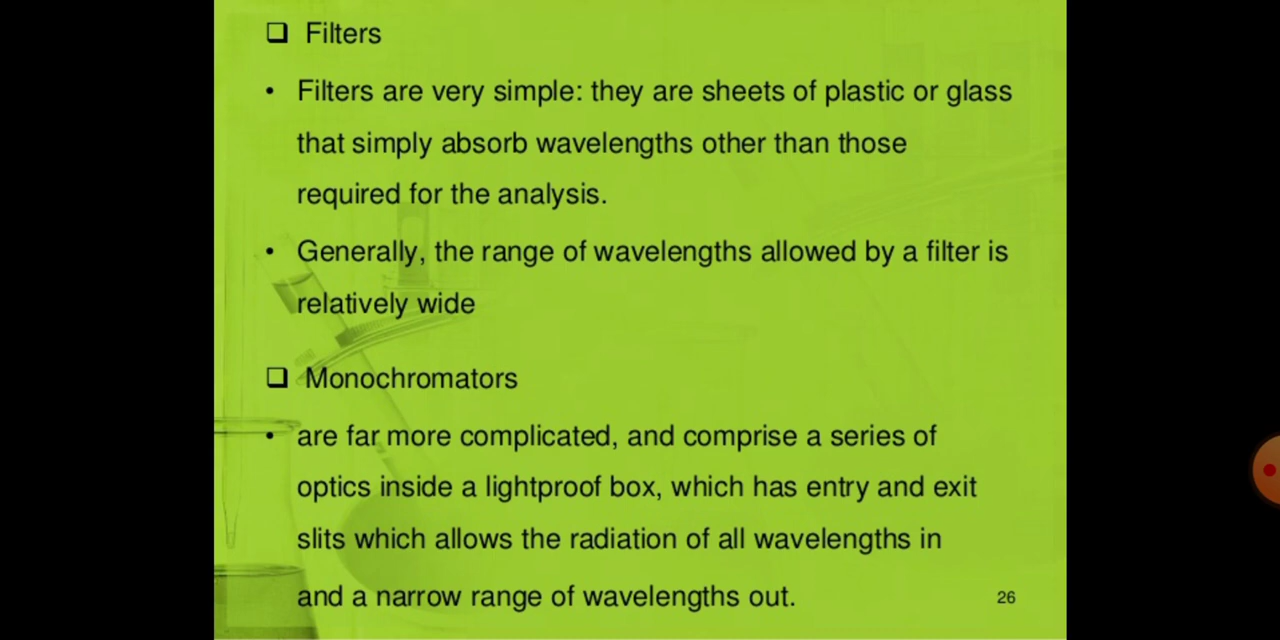 ❑ Filters
• Filters are very simple: they are sheets of plastic or glass
that simply absorb wavelengths other than those
required for the analysis.
• Generally, the range of wavelengths allowed by a filter is
relatively wide
❑ Monochromators
• are far more complicated, and comprise a series of
optics inside a lightproof box, which has entry and exit
slits which allows the radiation of all wavelengths in
and a narrow range of wavelengths out.
26